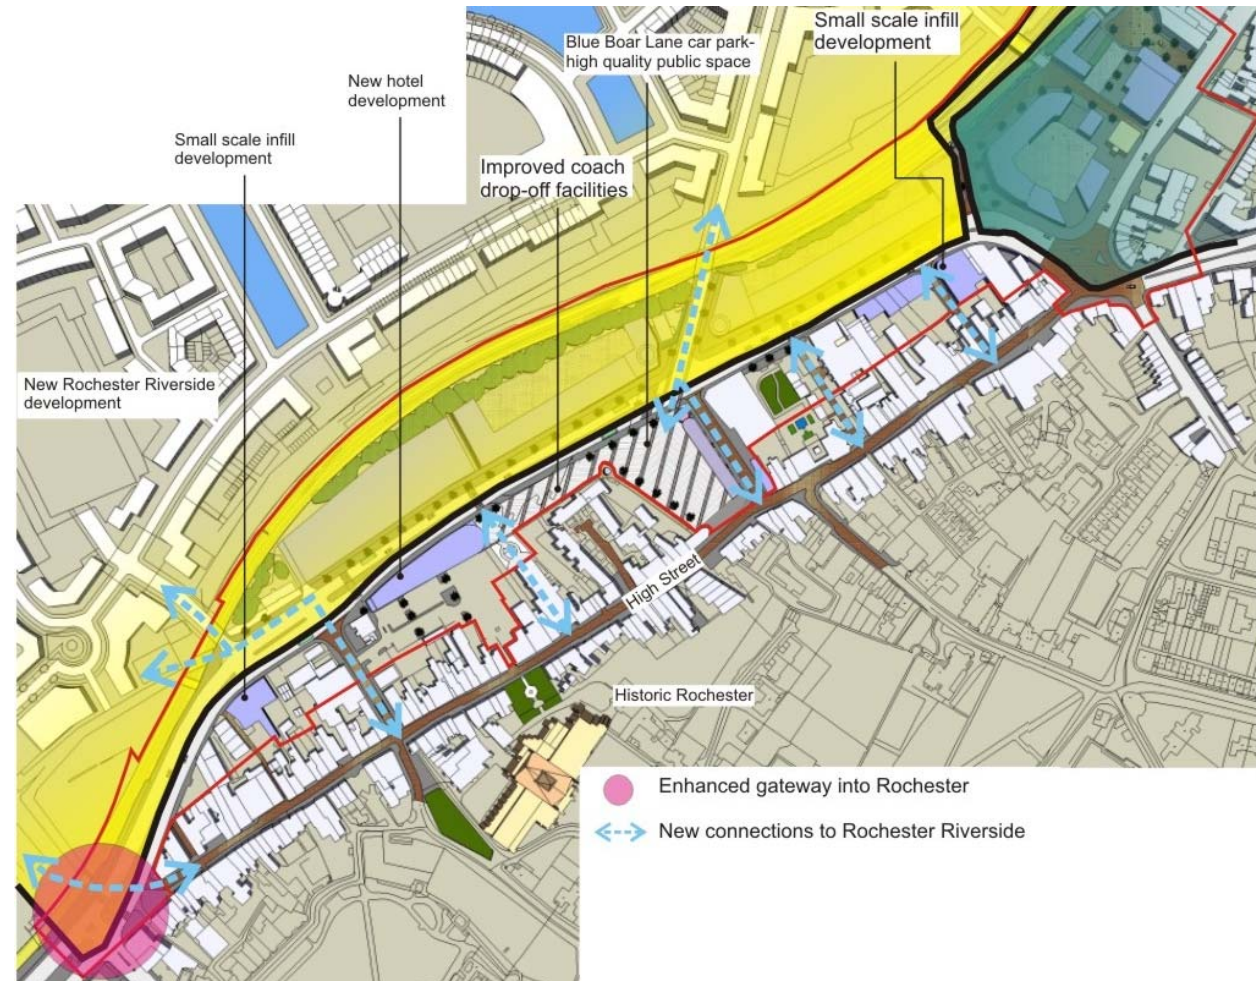 Small scale infill
development
Blue Boar Lane car park-
high quality public space
New hotel
development
Small scale infill
development
Improved coach
drop-off facilities
New Rochester Riverside
development
High Street
Historic Rochester
Enhanced gateway into Rochester
New connections to Rochester Riverside